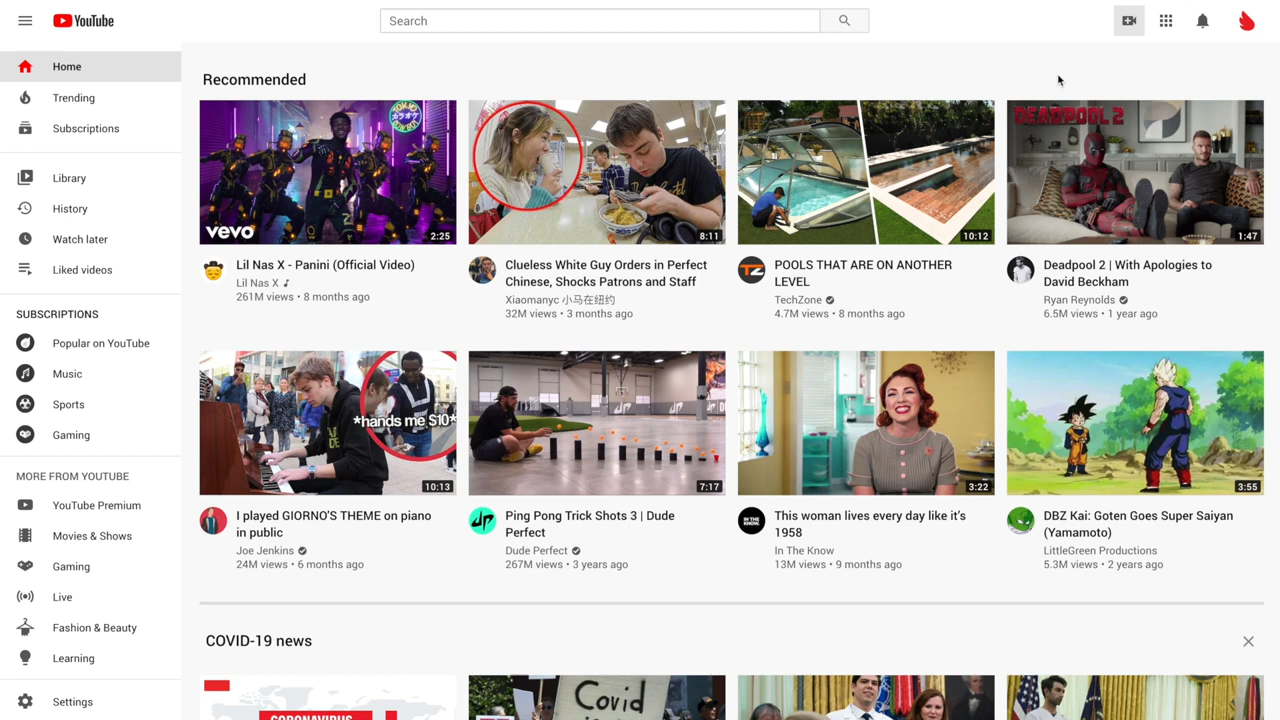 YouTube
Search
Home
Trending
Subscriptions
Library
History
Watch later
Liked videos
SUBSCRIPTIONS
Popular on YouTube
Music
Sports
Gaming
MORE FROM YOUTUBE
YouTube Premium
Movies & Shows
Gaming
Live
Fashion & Beauty
Learning
Settings
Recommended
vevo
2:25
8:11
10:12
DEADPOOL 2
1:47
Lil Nas X - Panini (Official Video)
Lil Nas X
261M views • 8 months ago
Clueless White Guy Orders in Perfect
Chinese, Shocks Patrons and Staff
Xiaomanyc 小马在纽约
32M views • 3 months ago
TZ
POOLS THAT ARE ON ANOTHER
LEVEL
TechZone
4.7M views • 8 months ago
Deadpool 2 | With Apologies to
David Beckham
Ryan Reynolds
6.5M views • 1 year ago
*hands me $10*
10:13
7:17
3:22
3:55
I played GIORNO'S THEME on piano
in public
Joe Jenkins
24M views • 6 months ago
dp
Ping Pong Trick Shots 3 | Dude
Perfect
Dude Perfect
267M views • 3 years ago
IN THE
KNOW.
This woman lives every day like it's
1958
In The Know
13M views • 9 months ago
DBZ Kai: Goten Goes Super Saiyan
(Yamamoto)
LittleGreen Productions
5.3M views • 2 years ago
COVID-19 news
CORONAVIRUS
Covid